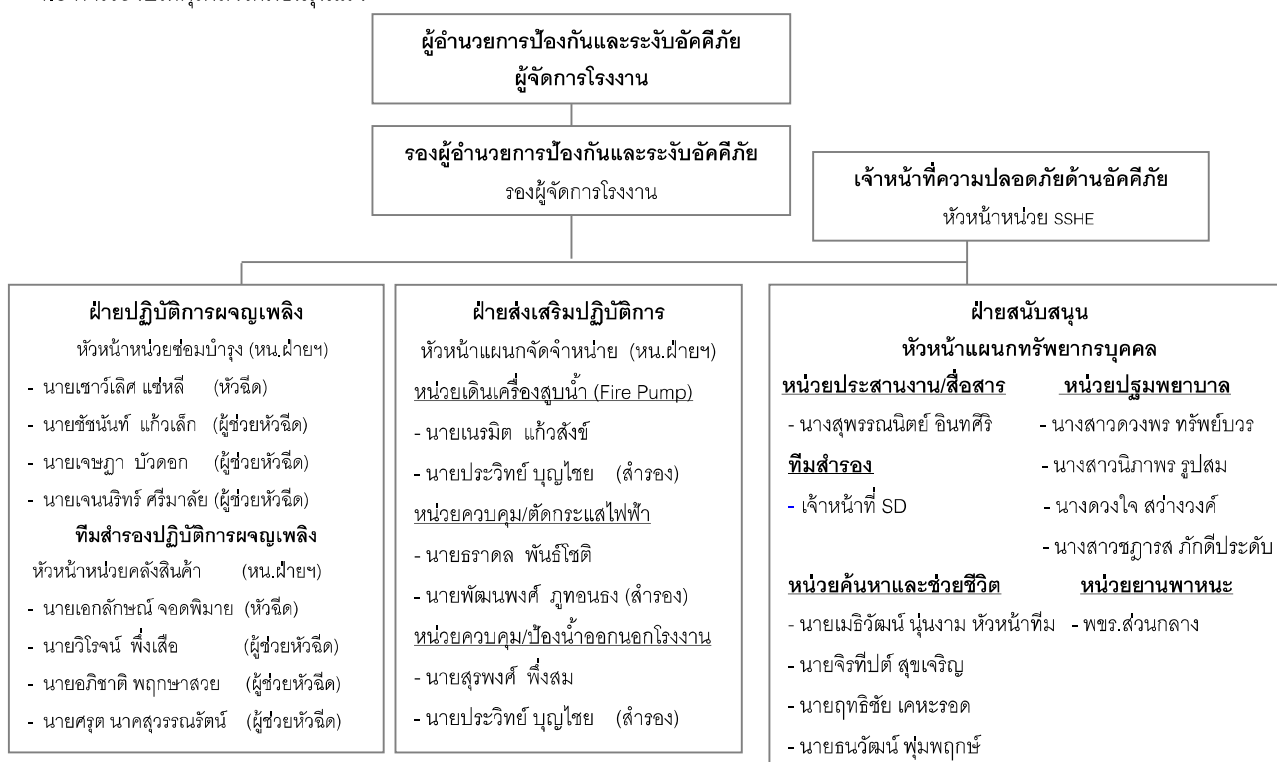 ผู้อำนวยการป้องกันและระงับอัคคีภัย
ผู้จัดการโรงงาน
รองผู้อำนวยการป้องกันและระงับอัคคีภัย
รองผู้จัดการโรงงาน
เจ้าหน้าที่ความปลอดภัยด้านอัคคีภัย
หัวหน้าหน่วย SSHE
ฝ่ายปฏิบัติการผจญเพลิง
หัวหน้าหน่วยซ่อมบำรุง (หน.ฝ่ายฯ)
- นายเชาว์เลิศ แซ่หลี (หัวฉีด)
- นายชัชนันท์ แก้วเล็ก (ผู้ช่วยหัวฉีด)
- นายเจษฎา บัวดอก (ผู้ช่วยหัวฉีด)
- นายเจนนริทร์ ศรีมาลัย (ผู้ช่วยหัวฉีด)
ทีมสำรองปฏิบัติการผจญเพลิง
หัวหน้าหน่วยคลังสินค้า (หน.ฝ่ายฯ)
- นายเอกลักษณ์ จอดพิมาย (หัวฉีด)
- นายวิโรจน์ พึ่งเสือ (ผู้ช่วยหัวฉีด)
- นายอภิชาติ พฤกษาสวย (ผู้ช่วยหัวฉีด)
- นายศรุต นาคสุวรรณรัตน์ (ผู้ช่วยหัวฉีด)
ฝ่ายส่งเสริมปฏิบัติการ
หัวหน้าแผนกจัดจำหน่าย (หน.ฝ่ายฯ)
หน่วยเดินเครื่องสูบน้ำ (Fire Pump)
- นายเนรมิต แก้วสังข์
- นายประวิทย์ บุญไชย (สำรอง)
หน่วยควบคุม/ตัดกระแสไฟฟ้า
- นายธราดล พันธ์โชติ
- นายพัฒนพงศ์ ภูทอนธง (สำรอง)
หน่วยควบคุม/ป้องน้ำออกนอกโรงงาน
- นายสุรพงศ์ พึ่งสม
- นายประวิทย์ บุญไชย (สำรอง)
ฝ่ายสนับสนุน
หัวหน้าแผนกทรัพยากรบุคคล
หน่วยประสานงาน/สื่อสาร หน่วยปฐมพยาบาล
- นางสุพรรณนิตย์ อินทศีริ - นางสาวดวงพร ทรัพย์บวร
ทีมสำรอง - นางสาวนิภาพร รูปสม
- เจ้าหน้าที่ SD - นางดวงใจ สว่างวงค์
- นางสาวชฎารส ภักดีประดับ
หน่วยค้นหาและช่วยชีวิต หน่วยยานพาหนะ
- นายเมธิวัฒน์ นุ่นงาม หัวหน้าทีม - พขร.ส่วนกลาง
- นายจิรทีปต์ สุขเจริญ
- นายฤทธิชัย เคหะรอด
- นายธนวัฒน์ พุ่มพฤกษ์